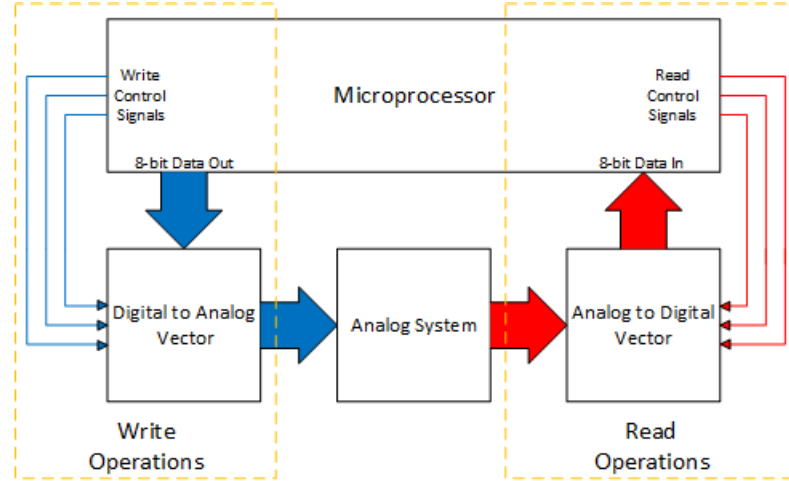 Write
Control
Signals
Microprocessor
Read
Control
Signals
8-bit Data Out
8-bit Data In
Digital to Analog
Vector
Analog System
Analog to Digital
Vector
Write
Operations
Read
Operations